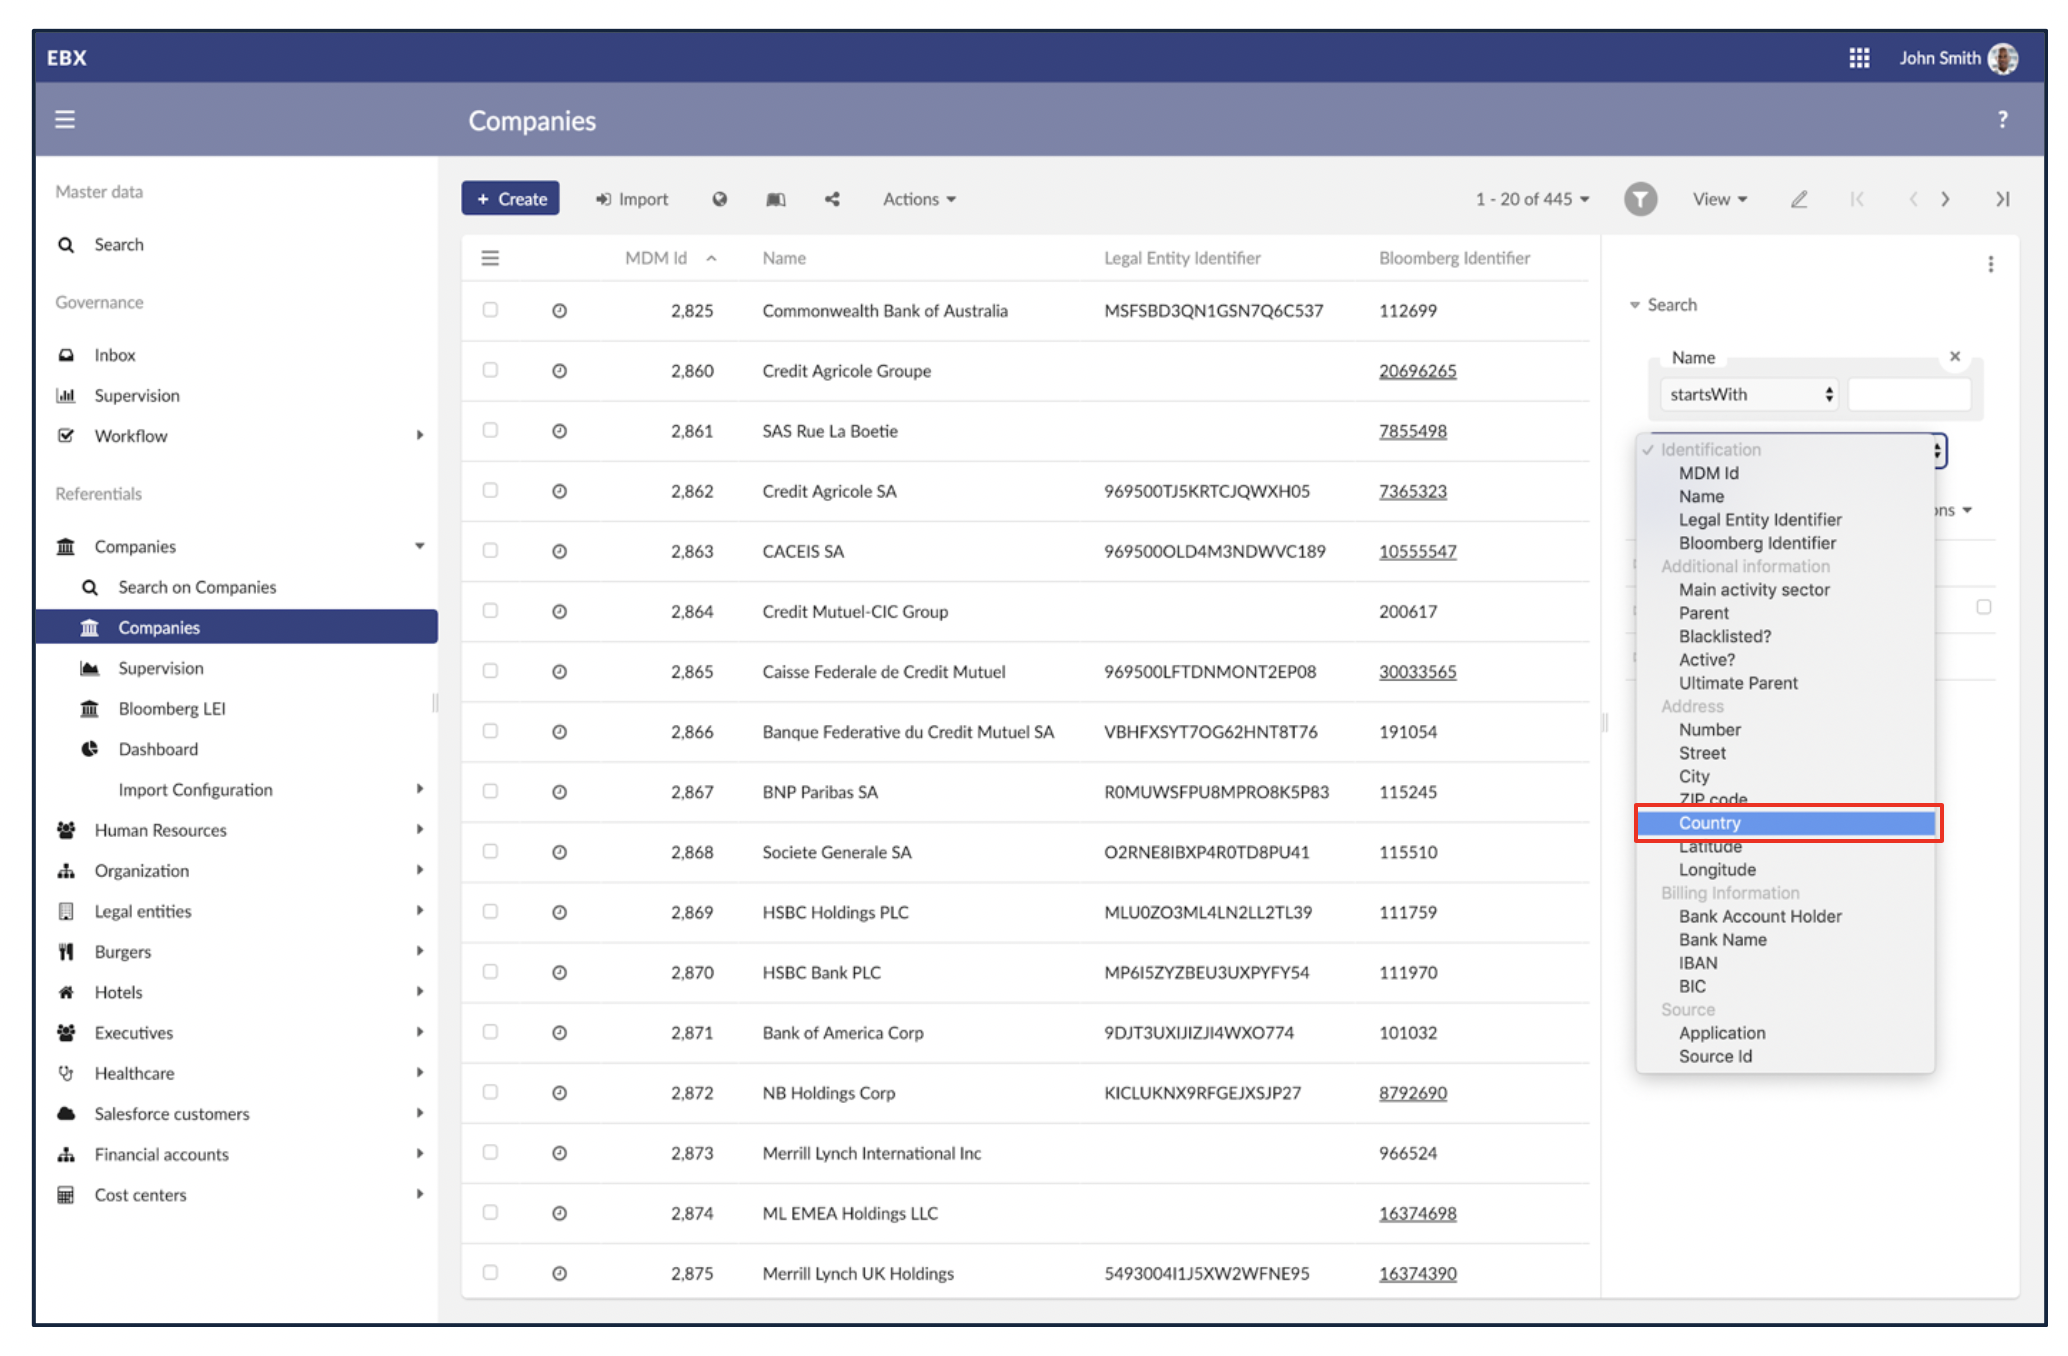 EBX
John Smith
Companies
?
Master data
Search
Governance
Inbox
Supervision
Workflow
Referentials
Companies
Search on Companies
Companies
Supervision
Bloomberg LEI
Dashboard
Import Configuration
Human Resources
Organization
Legal entities
Burgers
Hotels
Executives
Healthcare
Salesforce customers
Financial accounts
Cost centers
+ Create Import Actions 1 - 20 of 445 View
MDM Id Name Legal Entity Identifier Bloomberg Identifier
2,825 Commonwealth Bank of Australia MSFSBD3QN1GSN7Q6C537 112699
2,860 Credit Agricole Groupe 20696265
2,861 SAS Rue La Boetie 7855498
2,862 Credit Agricole SA 969500TJ5KRTCJQWXH05 7365323
2,863 CACEIS SA 969500OLD4M3NDWVC189 10555547
2,864 Credit Mutuel-CIC Group 200617
2,865 Caisse Federale de Credit Mutuel 969500LFTDNMONT2EP08 30033565
2,866 Banque Federative du Credit Mutuel SA VBHFXSYT7OG62HNT8T76 191054
2,867 BNP Paribas SA R0MUWSFPU8MPRO8K5P83 115245
2,868 Societe Generale SA O2RNE8IBXP4R0TD8PU41 115510
2,869 HSBC Holdings PLC MLU0ZO3ML4LN2LL2TL39 111759
2,870 HSBC Bank PLC MP6I5ZYZBEU3UXPYFY54 111970
2,871 Bank of America Corp 9DJT3UXIJIZJI4WXO774 101032
2,872 NB Holdings Corp KICLUKNX9RFGEJXSJP27 8792690
2,873 Merrill Lynch International Inc 966524
2,874 ML EMEA Holdings LLC 16374698
2,875 Merrill Lynch UK Holdings 5493004I1J5XW2WFNE95 16374390
Search
Name
startsWith
Identification
MDM Id
Name
Legal Entity Identifier
ons
Bloomberg Identifier
Additional information
Main activity sector
Parent
Blacklisted?
Active?
Ultimate Parent
Address
Number
Street
City
ZIP code
Country
Latitude
Longitude
Billing Information
Bank Account Holder
Bank Name
IBAN
BIC
Source
Application
Source Id